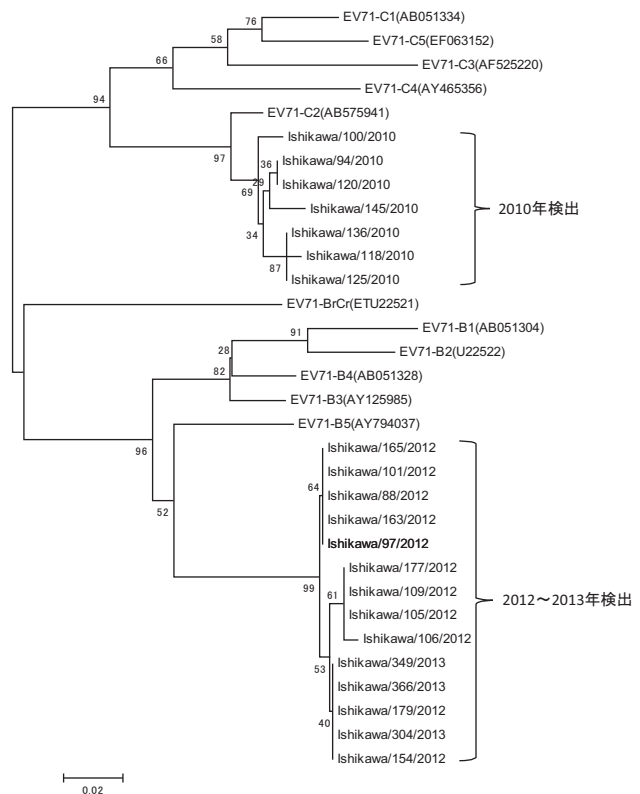 76
EV71-C1(AB051334)
58
EV71-C5(EF063152)
66
EV71-C3(AF525220)
94
EV71-C4(AY465356)
EV71-C2(AB575941)
97
Ishikawa/100/2010
36
Ishikawa/94/2010
29
Ishikawa/120/2010
69
Ishikawa/145/2010
2010年検出
34
Ishikawa/136/2010
Ishikawa/118/2010
87
Ishikawa/125/2010
EV71-BrCr(ETU22521)
91
EV71-B1(AB051304)
28
EV71-B2(U22522)
82
EV71-B4(AB051328)
EV71-B3(AY125985)
96
EV71-B5(AY794037)
52
Ishikawa/165/2012
Ishikawa/101/2012
64
Ishikawa/88/2012
Ishikawa/163/2012
Ishikawa/97/2012
99
Ishikawa/177/2012
61
Ishikawa/109/2012
2012～2013年検出
Ishikawa/105/2012
Ishikawa/106/2012
53
Ishikawa/349/2013
Ishikawa/366/2013
40
Ishikawa/179/2012
Ishikawa/304/2013
Ishikawa/154/2012
0.02